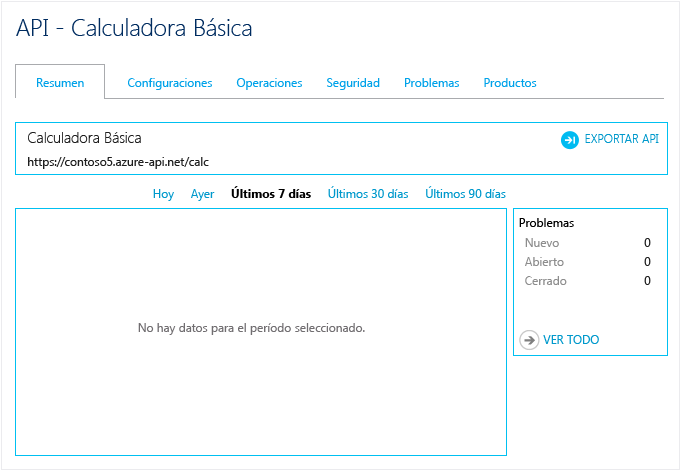 API - Calculadora Básica
Resumen Configuraciones Operaciones Seguridad Problemas Productos
Calculadora Básica
EXPORTAR API
https://contoso5.azure-api.net/calc
Hoy Ayer Últimos 7 días Últimos 30 días Últimos 90 días
No hay datos para el período seleccionado.
Problemas
Nuevo 0
Abierto 0
Cerrado 0
VER TODO